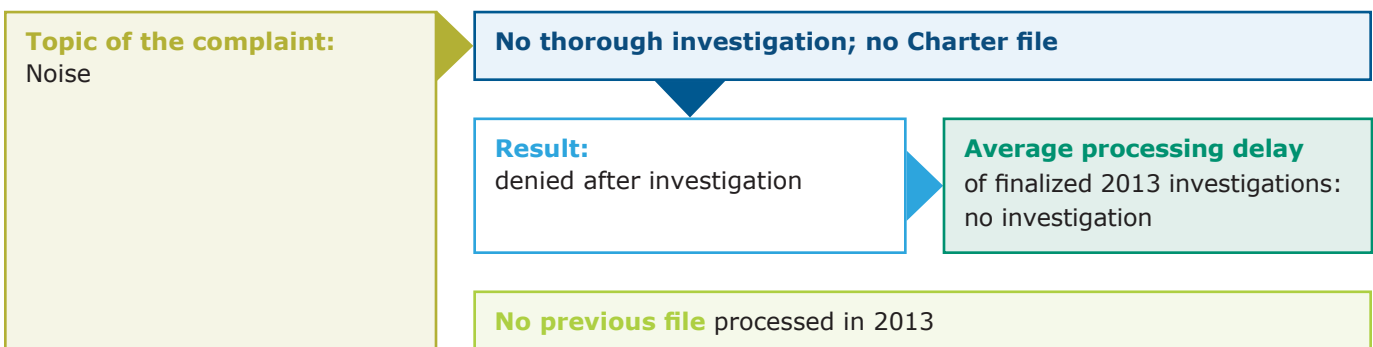 Topic of the complaint:
Noise
No thorough investigation; no Charter file
Result:
denied after investigation
Average processing delay
of finalized 2013 investigations:
no investigation
No previous file processed in 2013